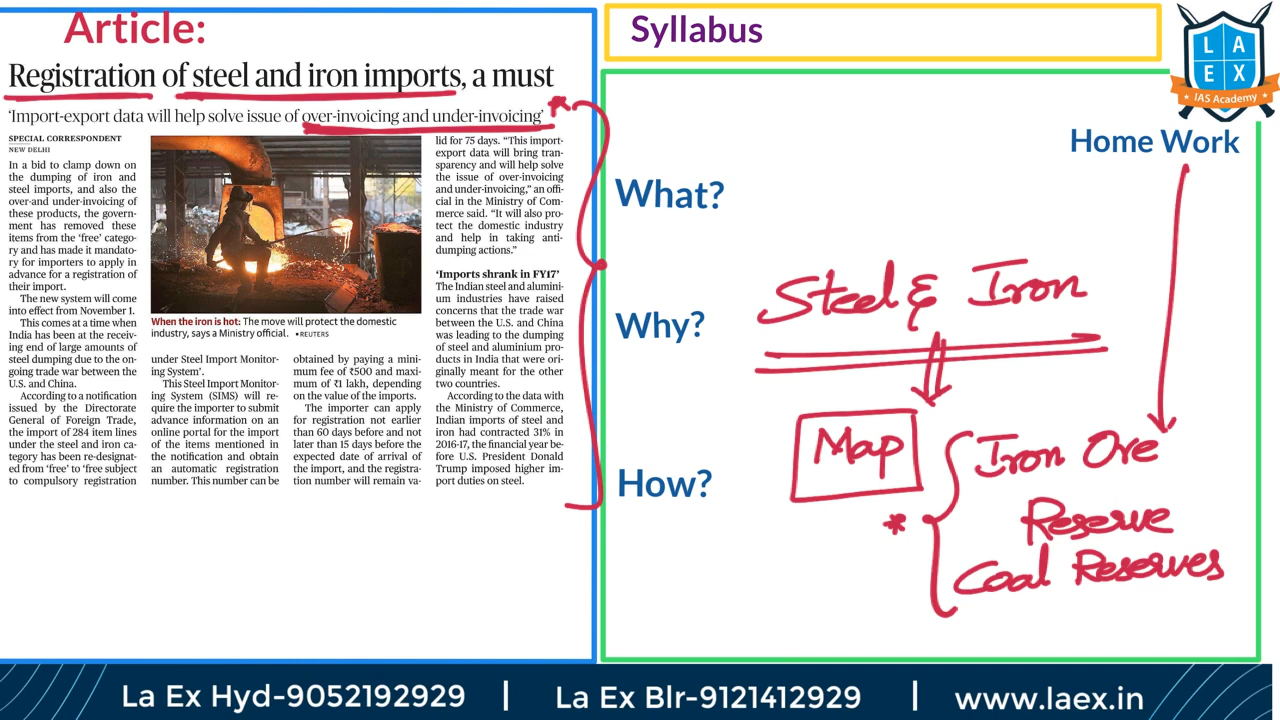 Article:
Registration of steel and iron imports, a must
‘Import-export data will help solve issue of over-invoicing and under-invoicing’
SPECIAL CORRESPONDENT
NEW DELHI
In a bid to clamp down on
the dumping of iron and
steel imports, and also the
over-and under-invoicing of
these products, the govern-
ment has removed these
items from the ‘free’ catego-
ry and has made it mandato-
ry for importers to apply in
advance for a registration of
their import.
The new system will come
into effect from November 1.
This comes at a time when
India has been at the receiv-
ing end of large amounts of
steel dumping due to the on-
going trade war between the
U.S. and China.
According to a notification
issued by the Directorate
General of Foreign Trade,
the import of 284 item lines
under the steel and iron ca-
tegory has been re-designat-
ed from ‘free’ to ‘free subject
to compulsory registration
When the iron is hot: The move will protect the domestic
industry, says a Ministry official. •REUTERS
under Steel Import Monitor-
ing System’.
This Steel Import Monitor-
ing System (SIMS) will re-
quire the importer to submit
advance information on an
online portal for the import
of the items mentioned in
the notification and obtain
an automatic registration
number. This number can be
obtained by paying a mini-
mum fee of ₹500 and maxi-
mum of ₹1 lakh, depending
on the value of the imports.
The importer can apply
for registration not earlier
than 60 days before and not
later than 15 days before the
expected date of arrival of
the import, and the registra-
tion number will remain va-
lid for 75 days. “This import-
export data will bring tran-
sparency and will help solve
the issue of over-invoicing
and under-invoicing,” an offi-
cial in the Ministry of Com-
merce said. “It will also pro-
tect the domestic industry
and help in taking anti-
dumping actions.”
‘Imports shrank in FY17’
The Indian steel and alumini-
um industries have raised
concerns that the trade war
between the U.S. and China
was leading to the dumping
of steel and aluminium pro-
ducts in India that were ori-
ginally meant for the other
two countries.
According to the data with
the Ministry of Commerce,
Indian imports of steel and
iron had contracted 31% in
2016-17, the financial year be-
fore U.S. President Donald
Trump imposed higher im-
port duties on steel.
Syllabus
L A
E X
IAS Academy
Home Work
What?
Why?
How?
Steel & Iron
Map
Iron Ore
Reserve
Coal Reserves
La Ex Hyd-9052192929 | La Ex Blr-9121412929 | www.laex.in